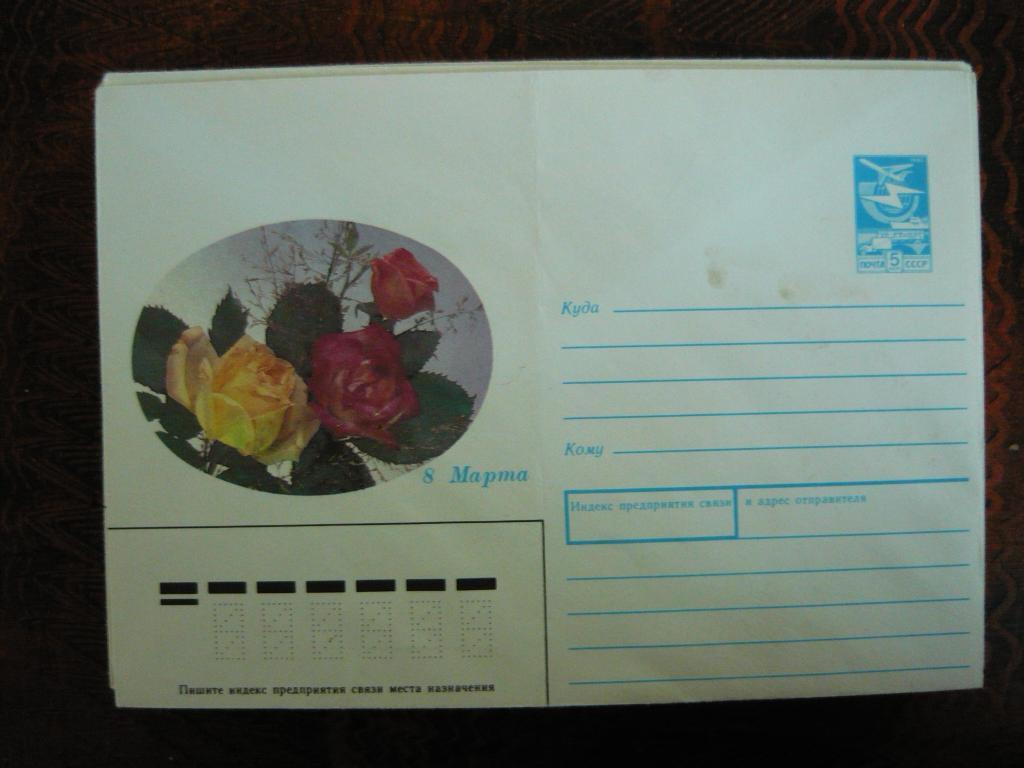 ПОЧТА 5 СССР
Куда
Кому
8 Марта
Индекс предприятия связи и адрес отправителя
Пишите индекс предприятия связи места назначения